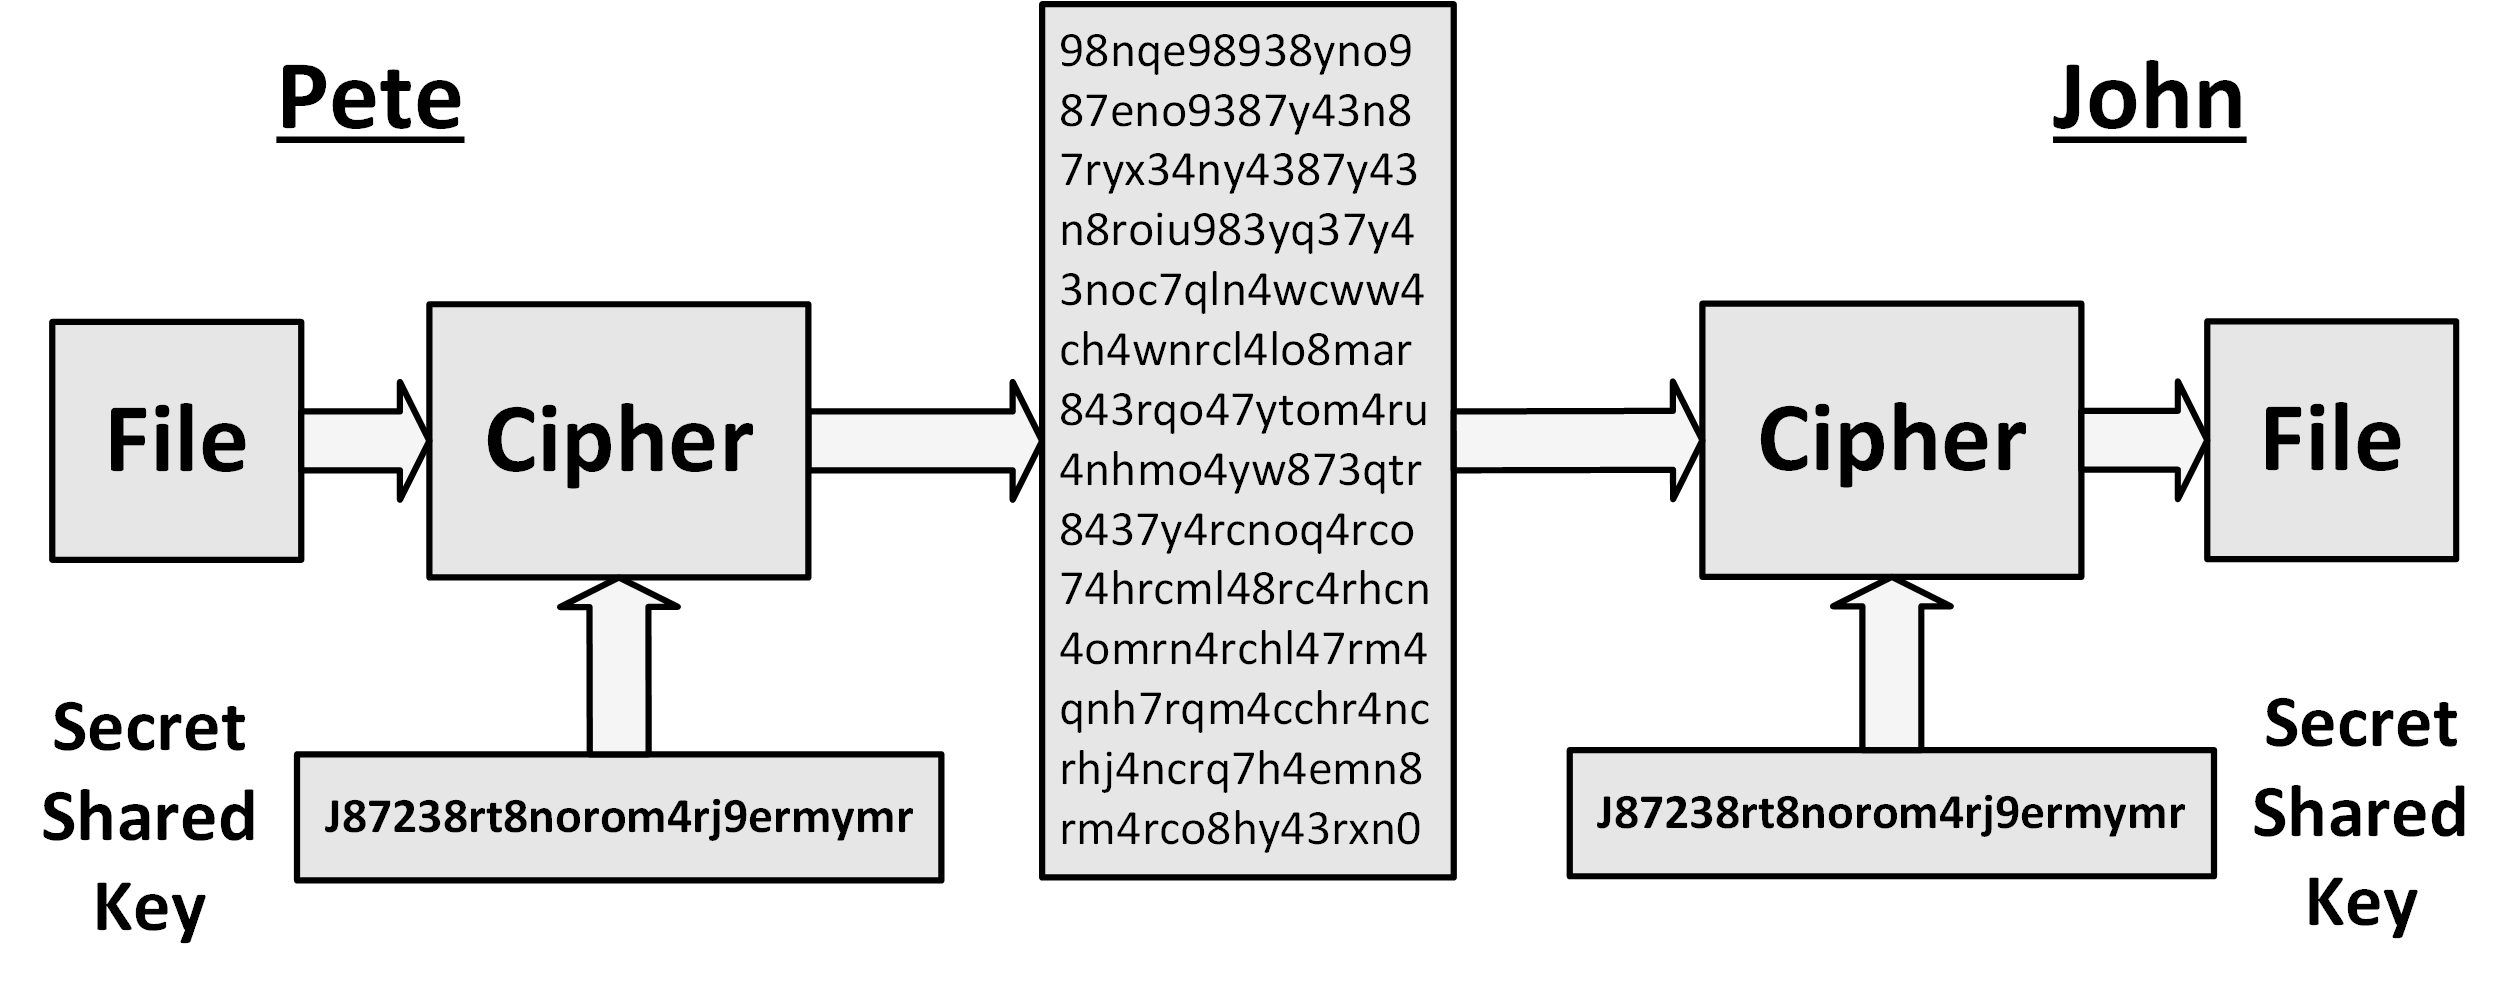 Pete
John
98nqe98938yno9
87eno9387y43n8
7ryx34ny4387y43
n8roiu983yq37y4
3noc7qln4wcww4
ch4wnrcl4lo8mar
843rqo47ytom4ru
4nhmo4yw873qtr
8437y4rcnoq4rco
74hrcml48rc4rhcn
4omrn4rchl47rm4
qnh7rqm4cchr4nc
rhj4ncrq7h4emn8
rm4rco8hy43rxn0
File
Cipher
Cipher
File
Secret
Shared
Key
J87238rt8norom4rj9ermymr
J87238rt8norom4rj9ermymr
Secret
Shared
Key